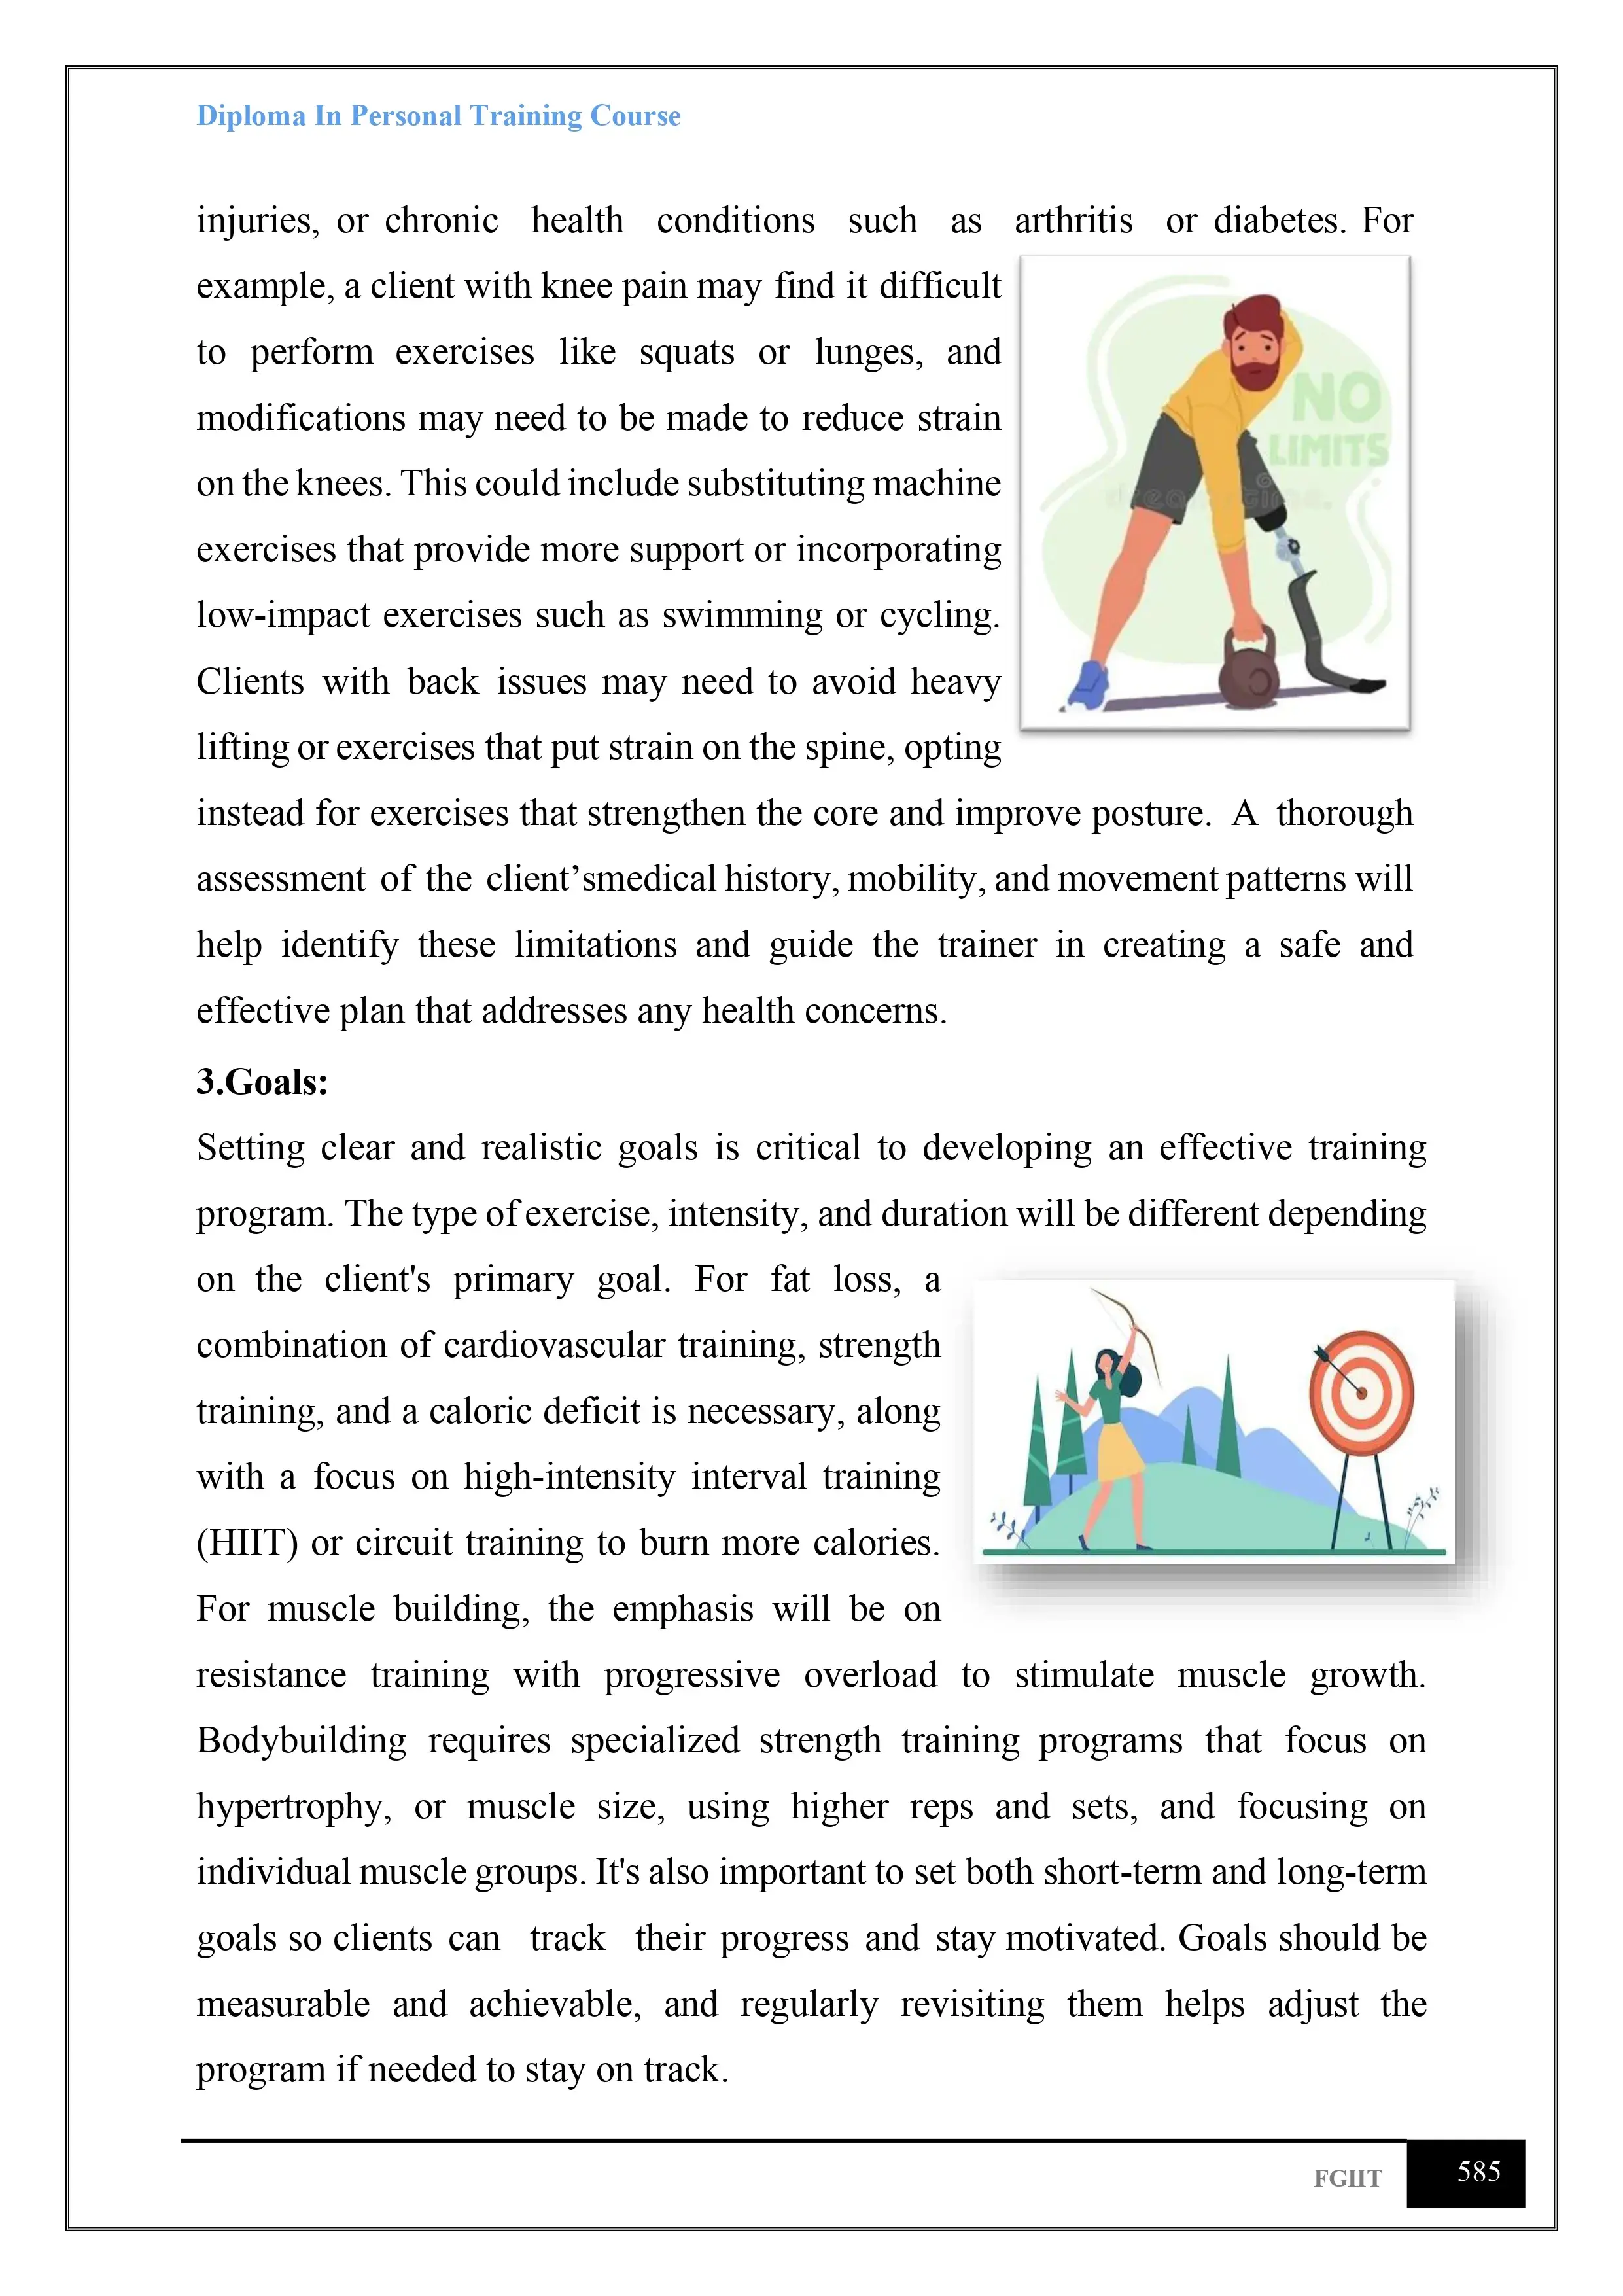 Diploma In Personal Training Course
injuries, or chronic health conditions such as arthritis or diabetes. For
example, a client with knee pain may find it difficult
to perform exercises like squats or lunges, and
modifications may need to be made to reduce strain
on the knees. This could include substituting machine
exercises that provide more support or incorporating
low-impact exercises such as swimming or cycling.
Clients with back issues may need to avoid heavy
lifting or exercises that put strain on the spine, opting
NO
LIMITS
dreamstime.
instead for exercises that strengthen the core and improve posture. A thorough
assessment of the client’smedical history, mobility, and movement patterns will
help identify these limitations and guide the trainer in creating a safe and
effective plan that addresses any health concerns.
3.Goals:
Setting clear and realistic goals is critical to developing an effective training
program. The type of exercise, intensity, and duration will be different depending
on the client's primary goal. For fat loss, a
combination of cardiovascular training, strength
training, and a caloric deficit is necessary, along
with a focus on high-intensity interval training
(HIIT) or circuit training to burn more calories.
For muscle building, the emphasis will be on
resistance training with progressive overload to stimulate muscle growth.
Bodybuilding requires specialized strength training programs that focus on
hypertrophy, or muscle size, using higher reps and sets, and focusing on
individual muscle groups. It's also important to set both short-term and long-term
goals so clients can track their progress and stay motivated. Goals should be
measurable and achievable, and regularly revisiting them helps adjust the
program if needed to stay on track.
FGIIT
585